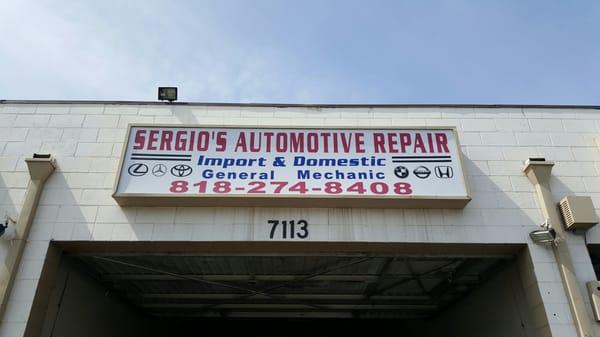 SERGIO'S AUTOMOTIVE REPAIR
Import & Domestic
General Mechanic
818-274-8408
7113